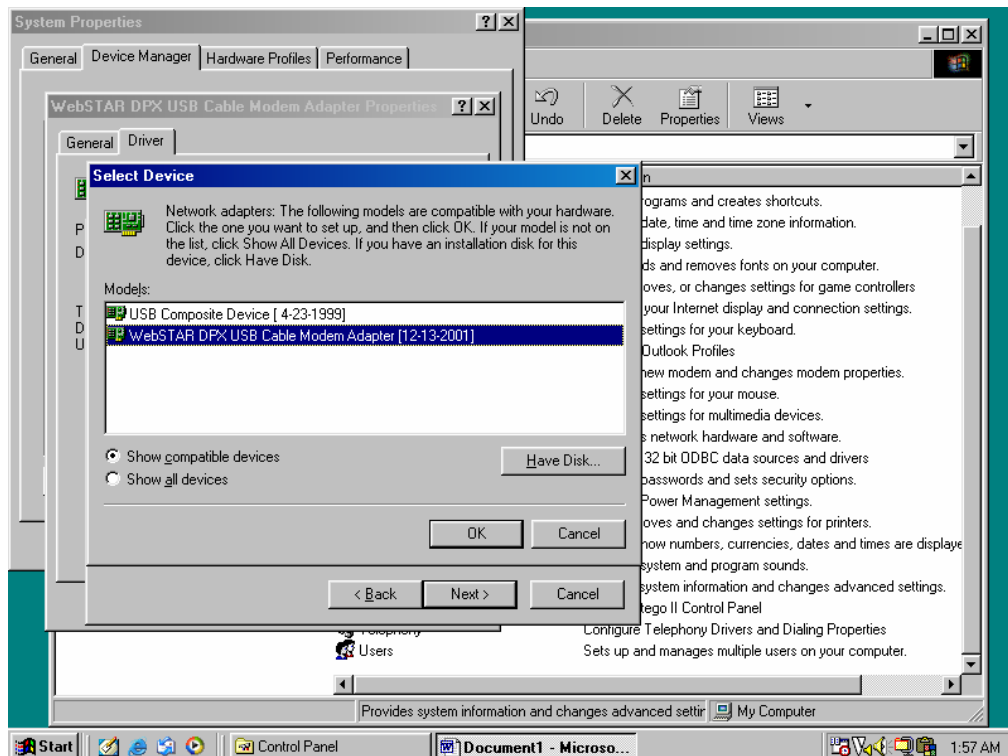 System Properties
General Device Manager Hardware Profiles Performance
WebSTAR DPX USB Cable Modem Adapter Properties
General Driver
Undo Delete Properties Views
Select Device
Network adapters: The following models are compatible with your hardware.
Click the one you want to set up, and then click OK. If your model is not on
the list, click Show All Devices. If you have an installation disk for this
device, click Have Disk.
Models:
USB Composite Device [ 4-23-1999]
WebSTAR DPX USB Cable Modem Adapter [12-13-2001]
Show compatible devices
Show all devices
Have Disk...
OK Cancel
< Back Next > Cancel
P
D
T
D
U
n
rograms and creates shortcuts.
date, time and time zone information.
display settings.
ds and removes fonts on your computer.
oves, or changes settings for game controllers
your Internet display and connection settings.
settings for your keyboard.
Outlook Profiles
new modem and changes modem properties.
settings for your mouse.
settings for multimedia devices.
s network hardware and software.
32 bit ODBC data sources and drivers
passwords and sets security options.
Power Management settings.
oves and changes settings for printers.
how numbers, currencies, dates and times are displaye
system and program sounds.
system information and changes advanced settings.
tego II Control Panel
Telephony Configure Telephony Drivers and Dialing Properties
Users Sets up and manages multiple users on your computer.
Provides system information and changes advanced settin My Computer
Start Control Panel Document1 - Microso... 1:57 AM